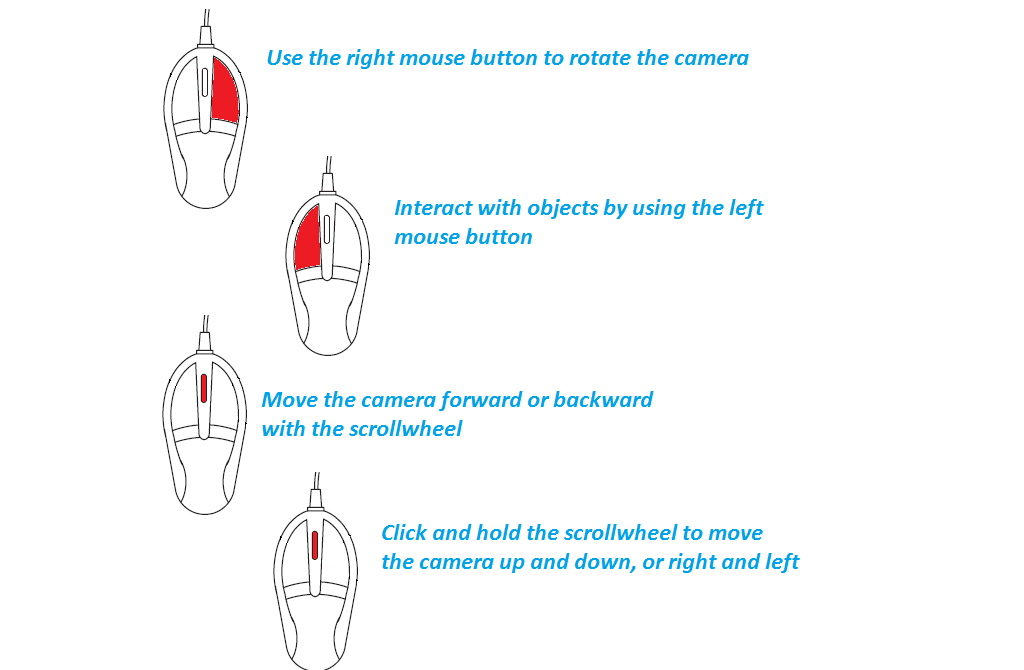 Use the right mouse button to rotate the camera
Interact with objects by using the left
mouse button
Move the camera forward or backward
with the scrollwheel
Click and hold the scrollwheel to move
the camera up and down, or right and left